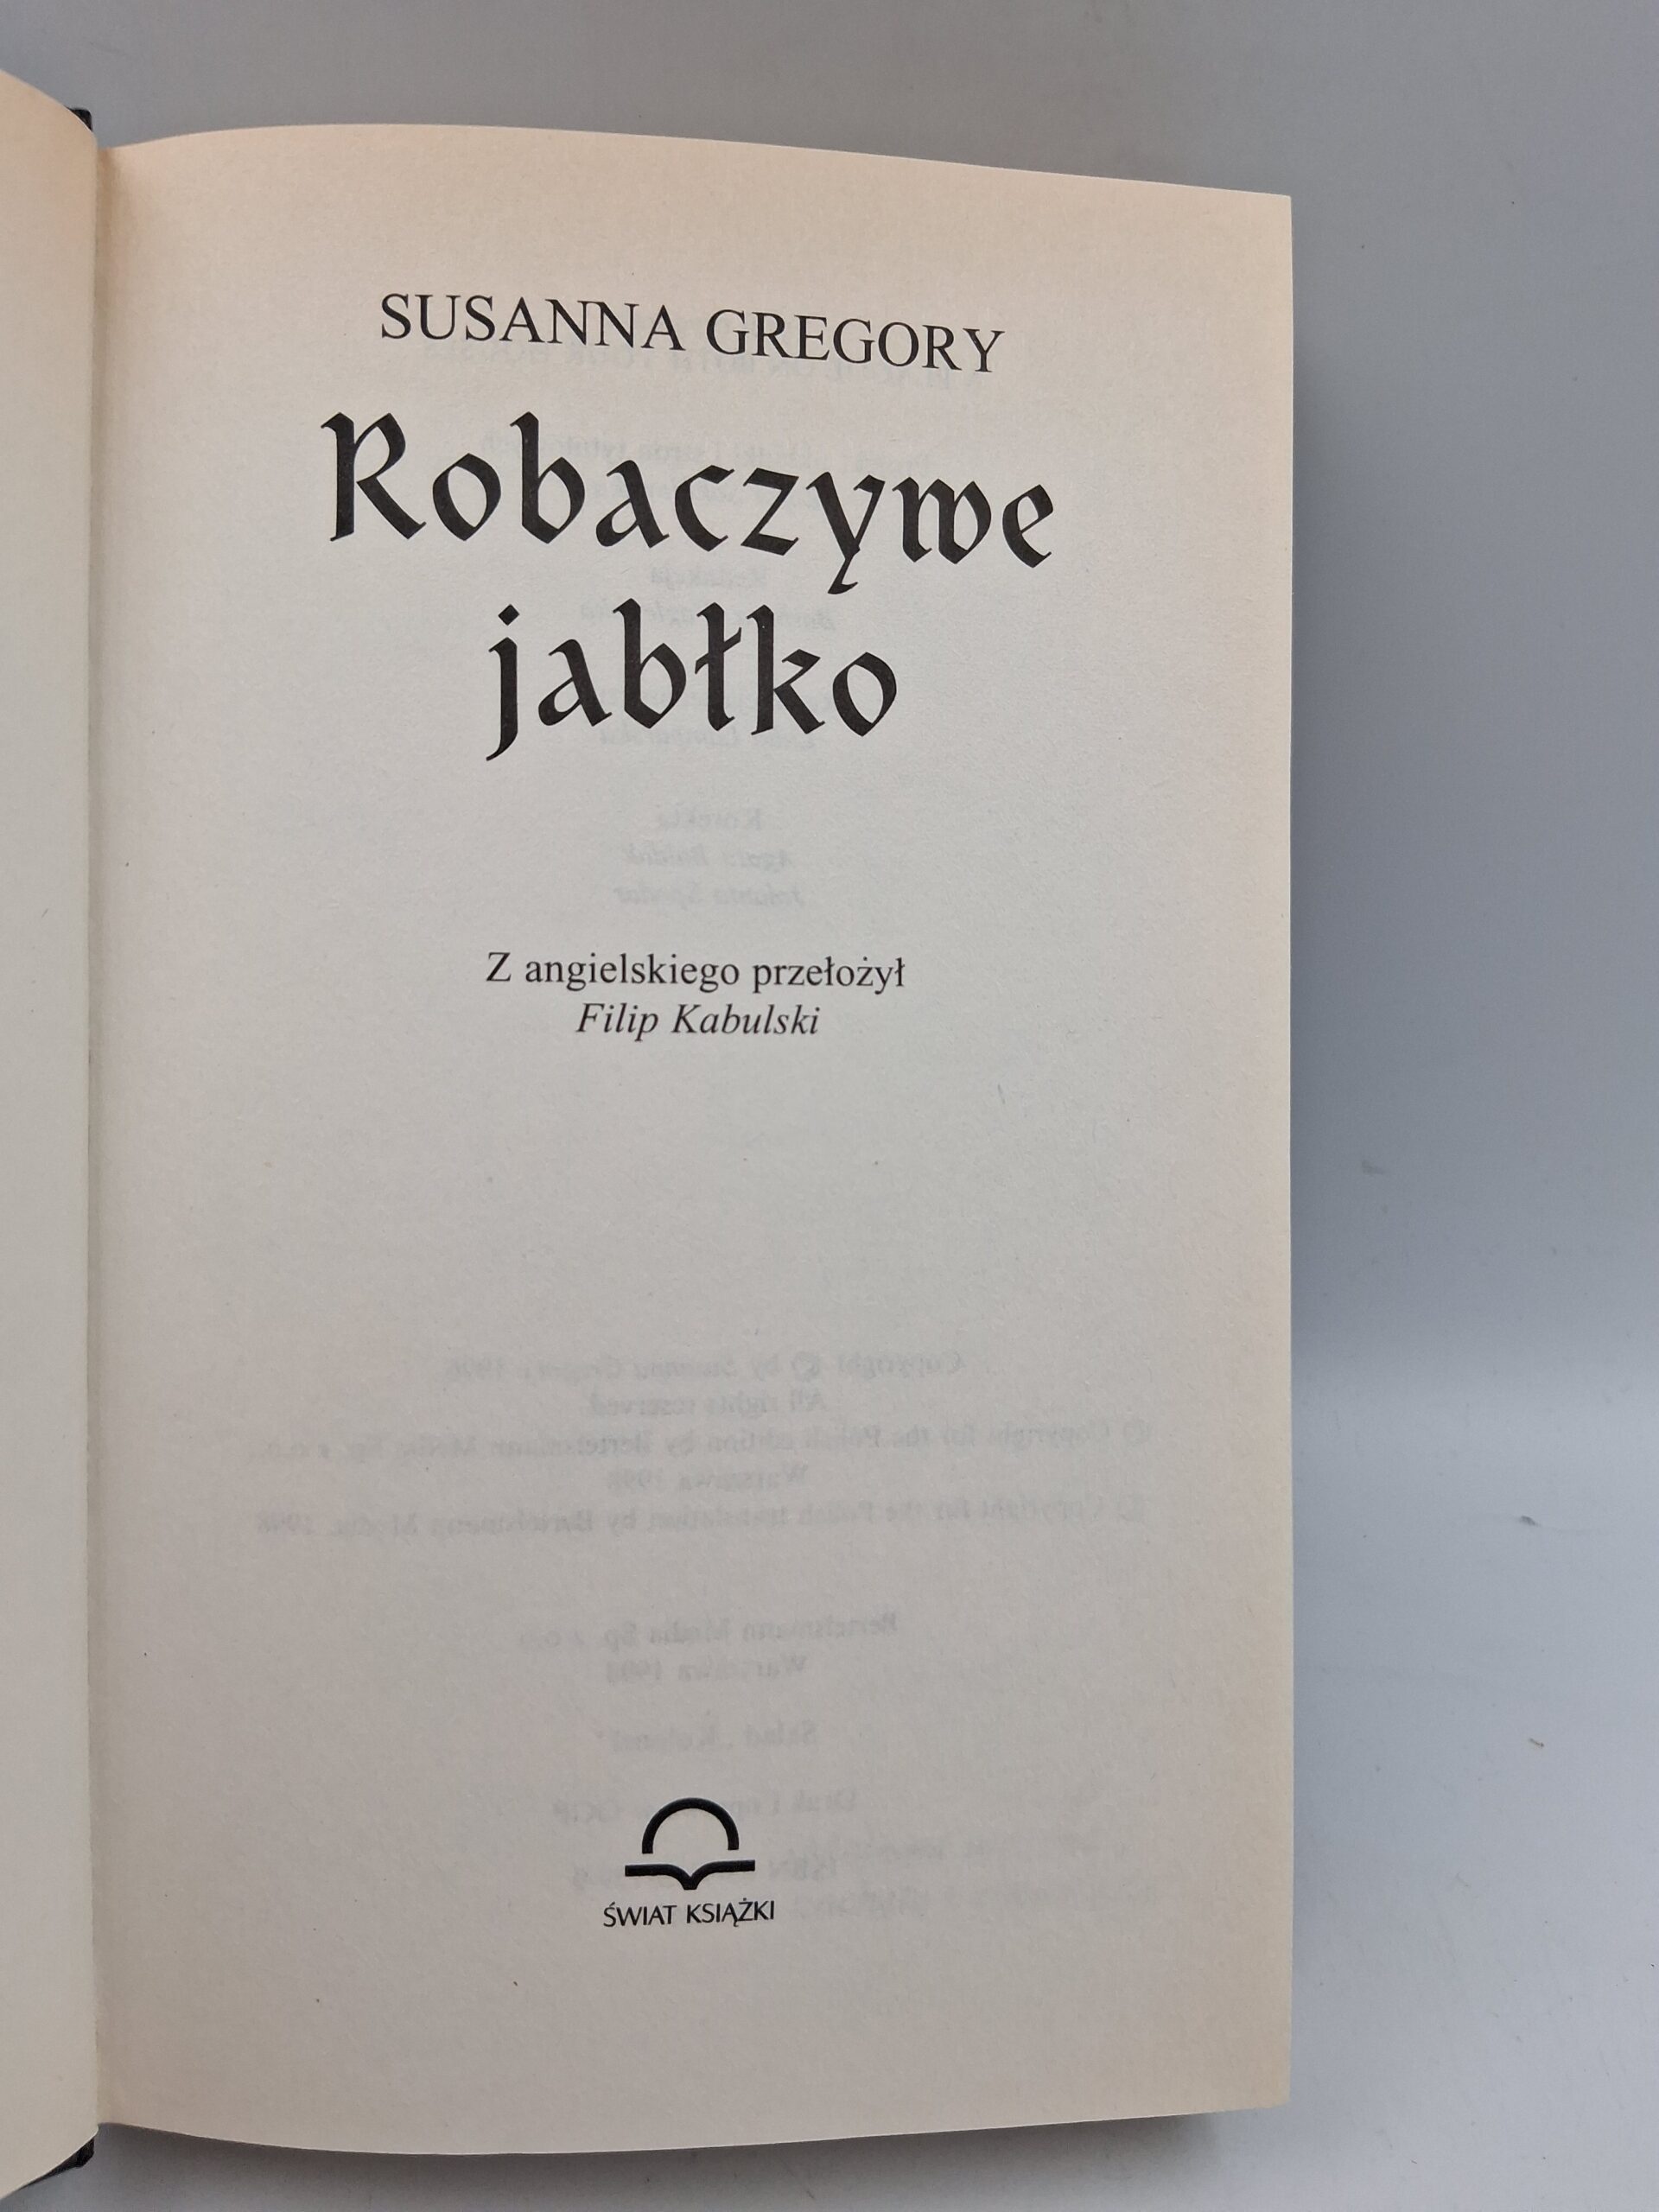 SUSANNA GREGORY
Robaczywe
jabłko
Z angielskiego przełożył
Filip Kabulski
ŚWIAT KSIĄŻKI